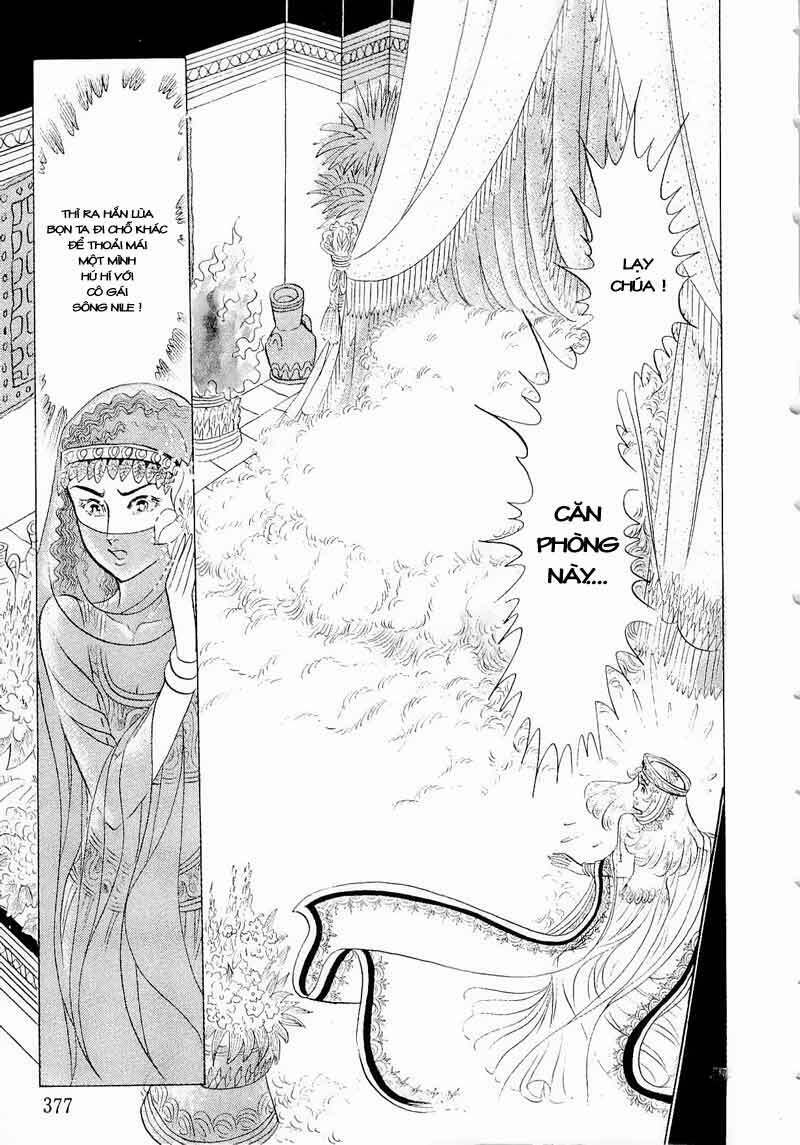 LẠY
CHÚA !
CĂN
PHÒNG
NÀY...
THÌ RA HẮN LÙA
BỌN TA ĐI CHỖ KHÁC
ĐỂ THOẢI MÁI
MỘT MÌNH
HÚ HÍ VỚI
CÔ GÁI
SÔNG NILE !
377